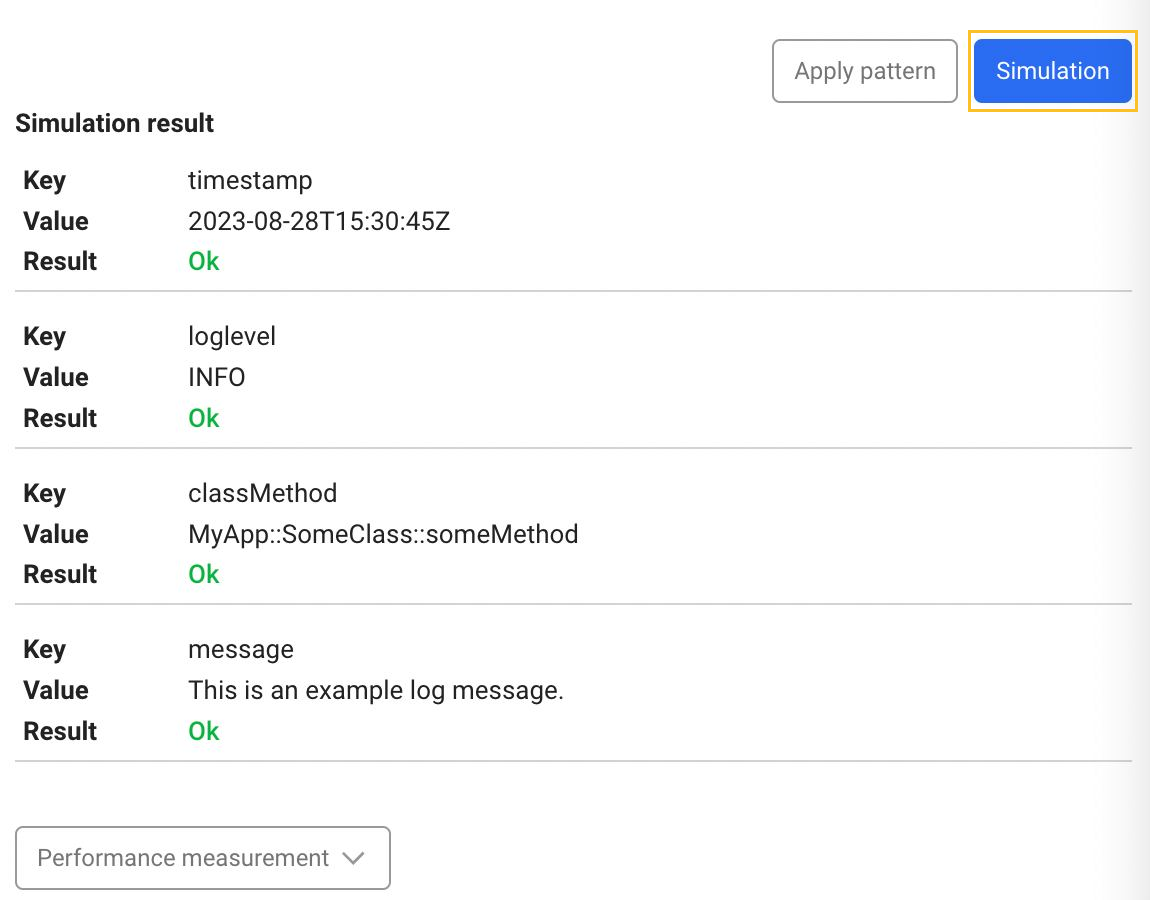 Apply pattern Simulation
Simulation result
Key timestamp
Value 2023-08-28T15:30:45Z
Result Ok
Key loglevel
Value INFO
Result Ok
Key classMethod
Value MyApp::SomeClass::someMethod
Result Ok
Key message
Value This is an example log message.
Result Ok
Performance measurement